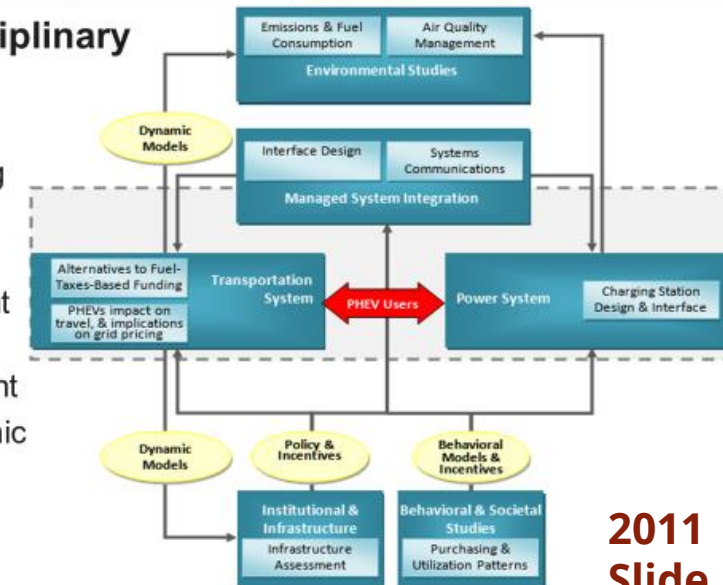 iplinary
Emissions & Fuel
Consumption
Air Quality
Management
Environmental Studies
Dynamic
Models
Interface Design
Systems
Communications
Managed System Integration
g
Alternatives to Fuel-
Taxes-Based Funding
PHEVs impact on
travel, & implications
on grid pricing
Transportation
System
PHEV Users
Power System
Charging Station
Design & Interface
nt
nt
nic
Dynamic
Models
Policy &
Incentives
Behavioral
Models &
Incentives
Institutional &
Infrastructure
Infrastructure
Assessment
Behavioral & Societal
Studies
Purchasing &
Utilization Patterns
2011
Slide